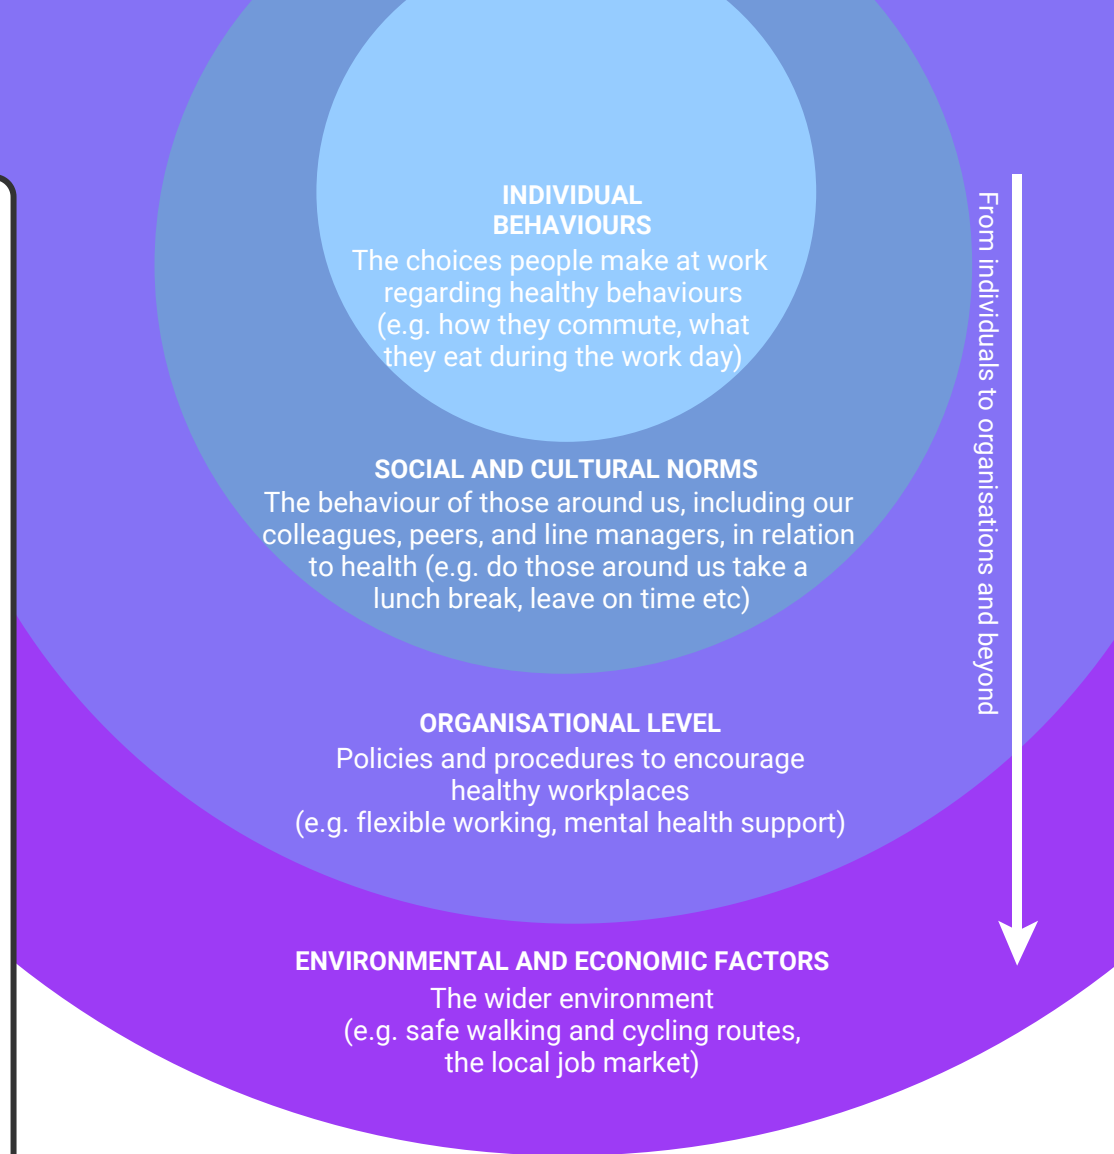 INDIVIDUAL
BEHAVIOURS
The choices people make at work
regarding healthy behaviours
(e.g. how they commute, what
they eat during the work day)
SOCIAL AND CULTURAL NORMS
The behaviour of those around us, including our
colleagues, peers, and line managers, in relation
to health (e.g. do those around us take a
lunch break, leave on time etc)
ORGANISATIONAL LEVEL
Policies and procedures to encourage
healthy workplaces
(e.g. flexible working, mental health support)
ENVIRONMENTAL AND ECONOMIC FACTORS
The wider environment
(e.g. safe walking and cycling routes,
the local job market)
From individuals to organisations and beyond